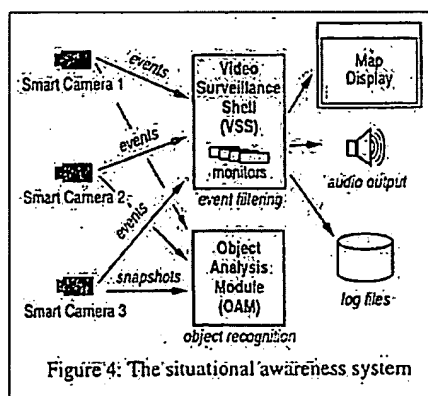 Smart Camera 1
events
Video
Surveillance
Shell
(VSS)
monitors
event filtering
Map
Display
audio output
Smart Camera 2
events
events
Smart Camera 3
snapshots
Object
Analysis
Module
(OAM)
object recognition
log files
Figure 4: The situational awareness system